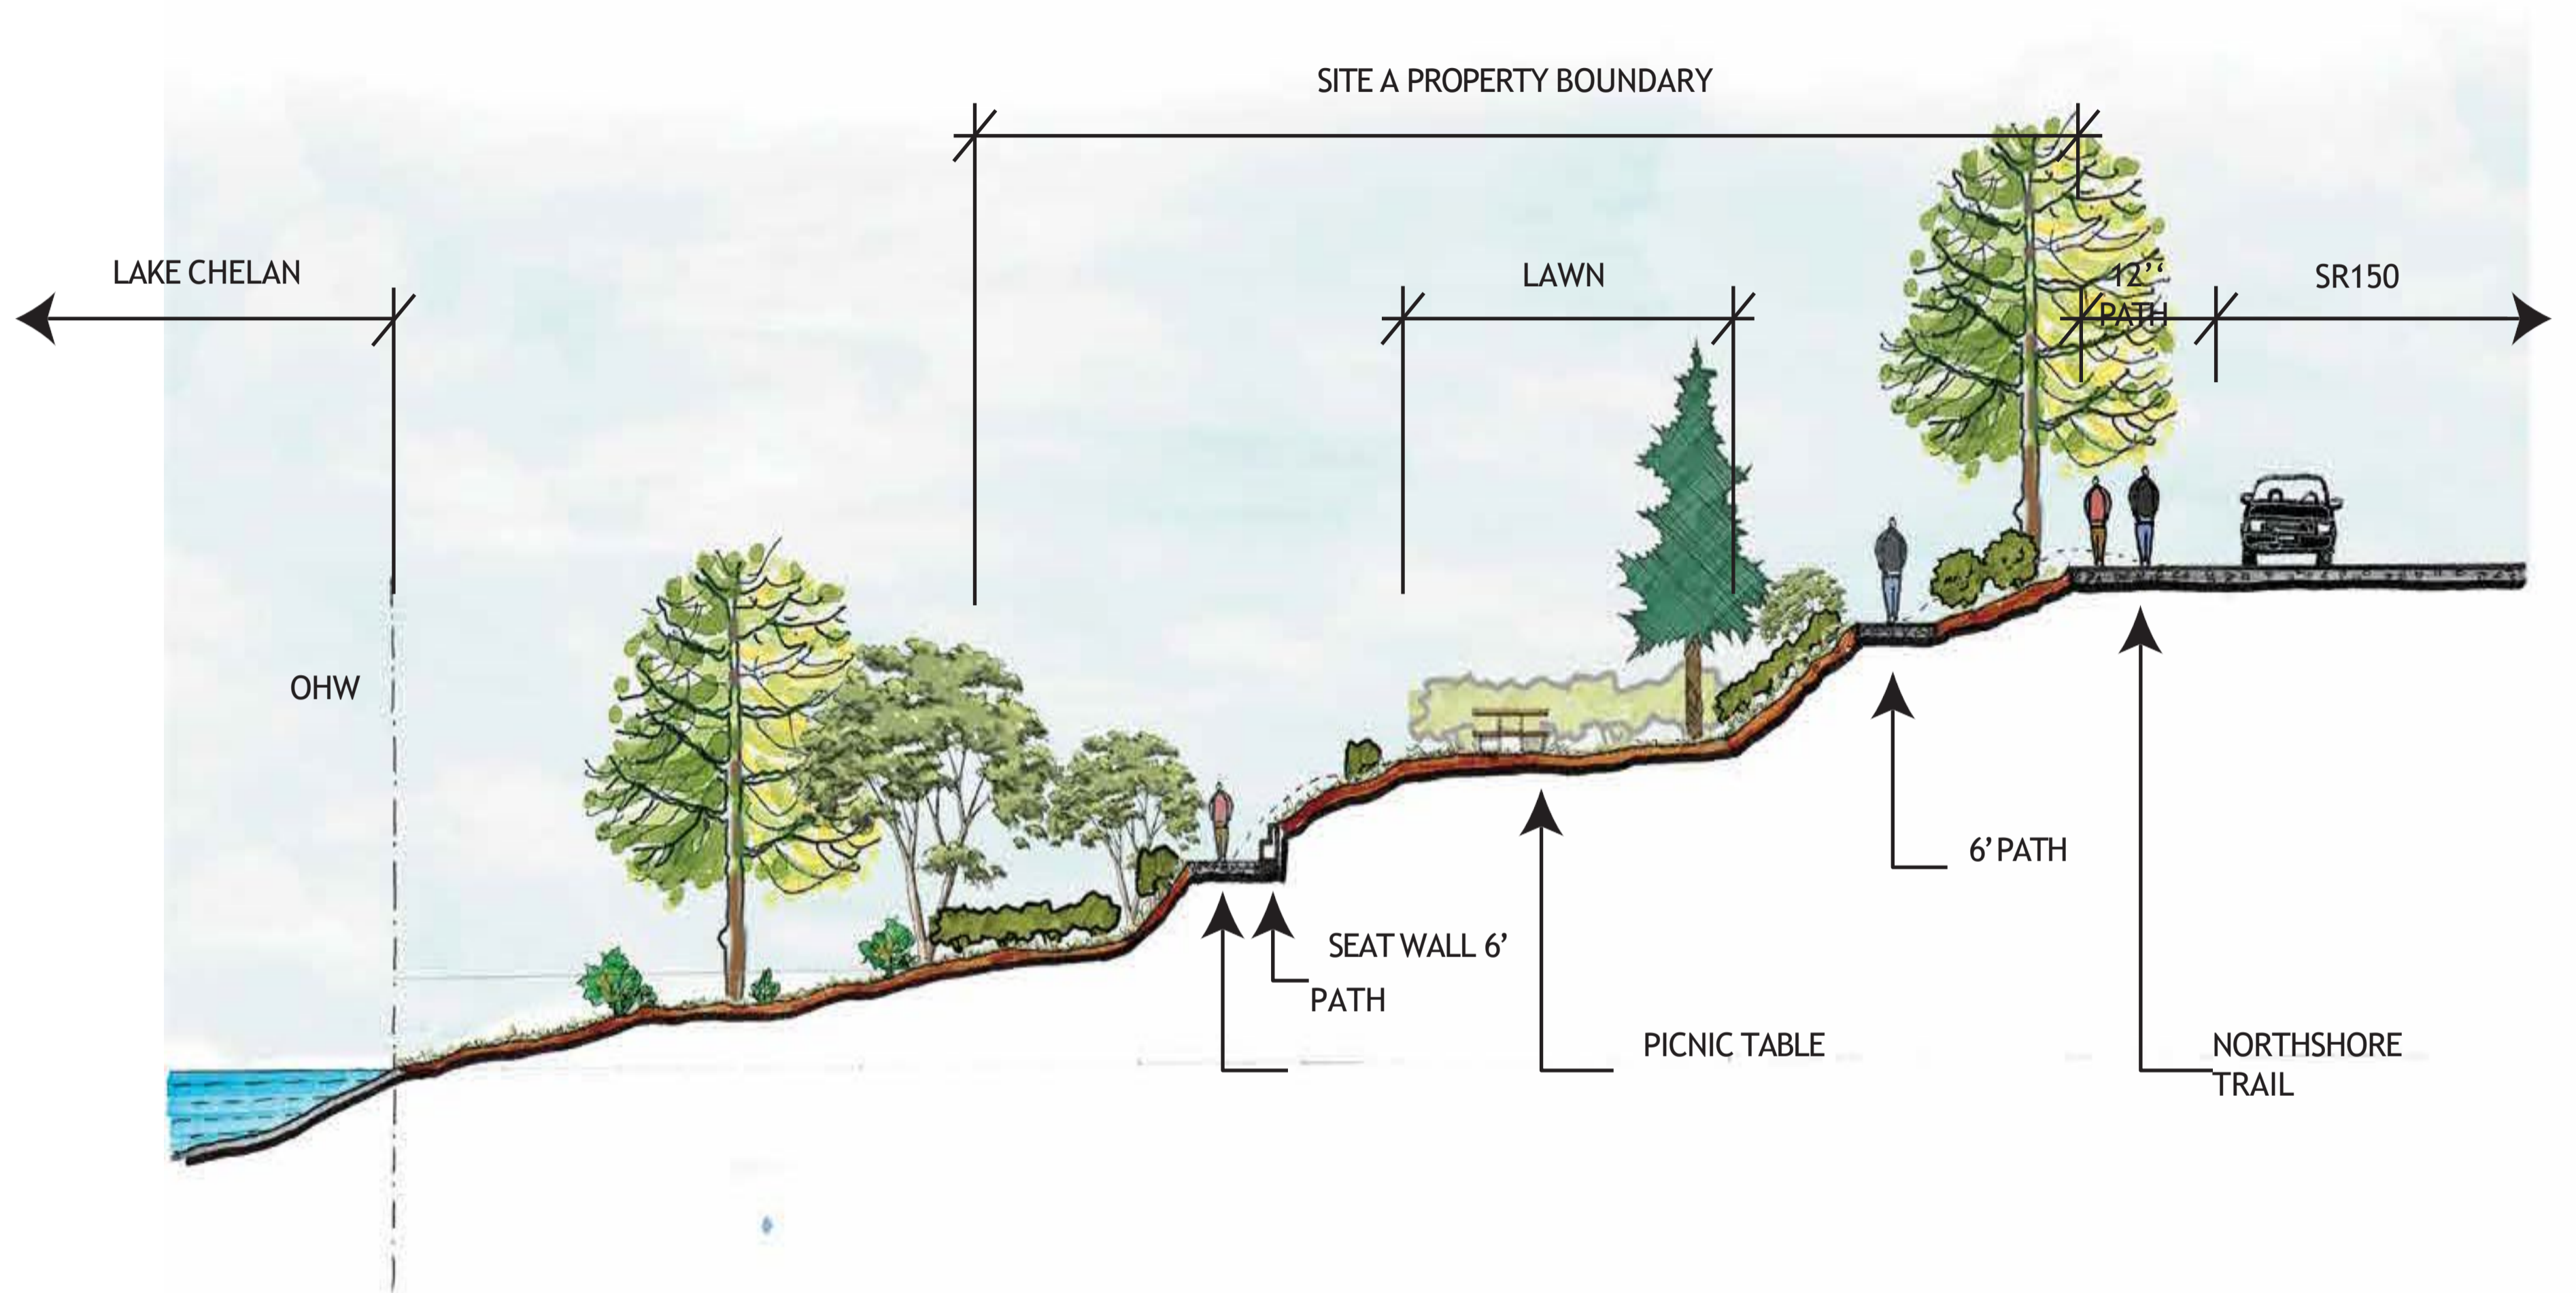 SITE A PROPERTY BOUNDARY
LAKE CHELAN
LAWN
12’‘
PATH
SR150
OHW
6’ PATH
SEAT WALL 6’
PATH
PICNIC TABLE
NORTHSHORE
TRAIL